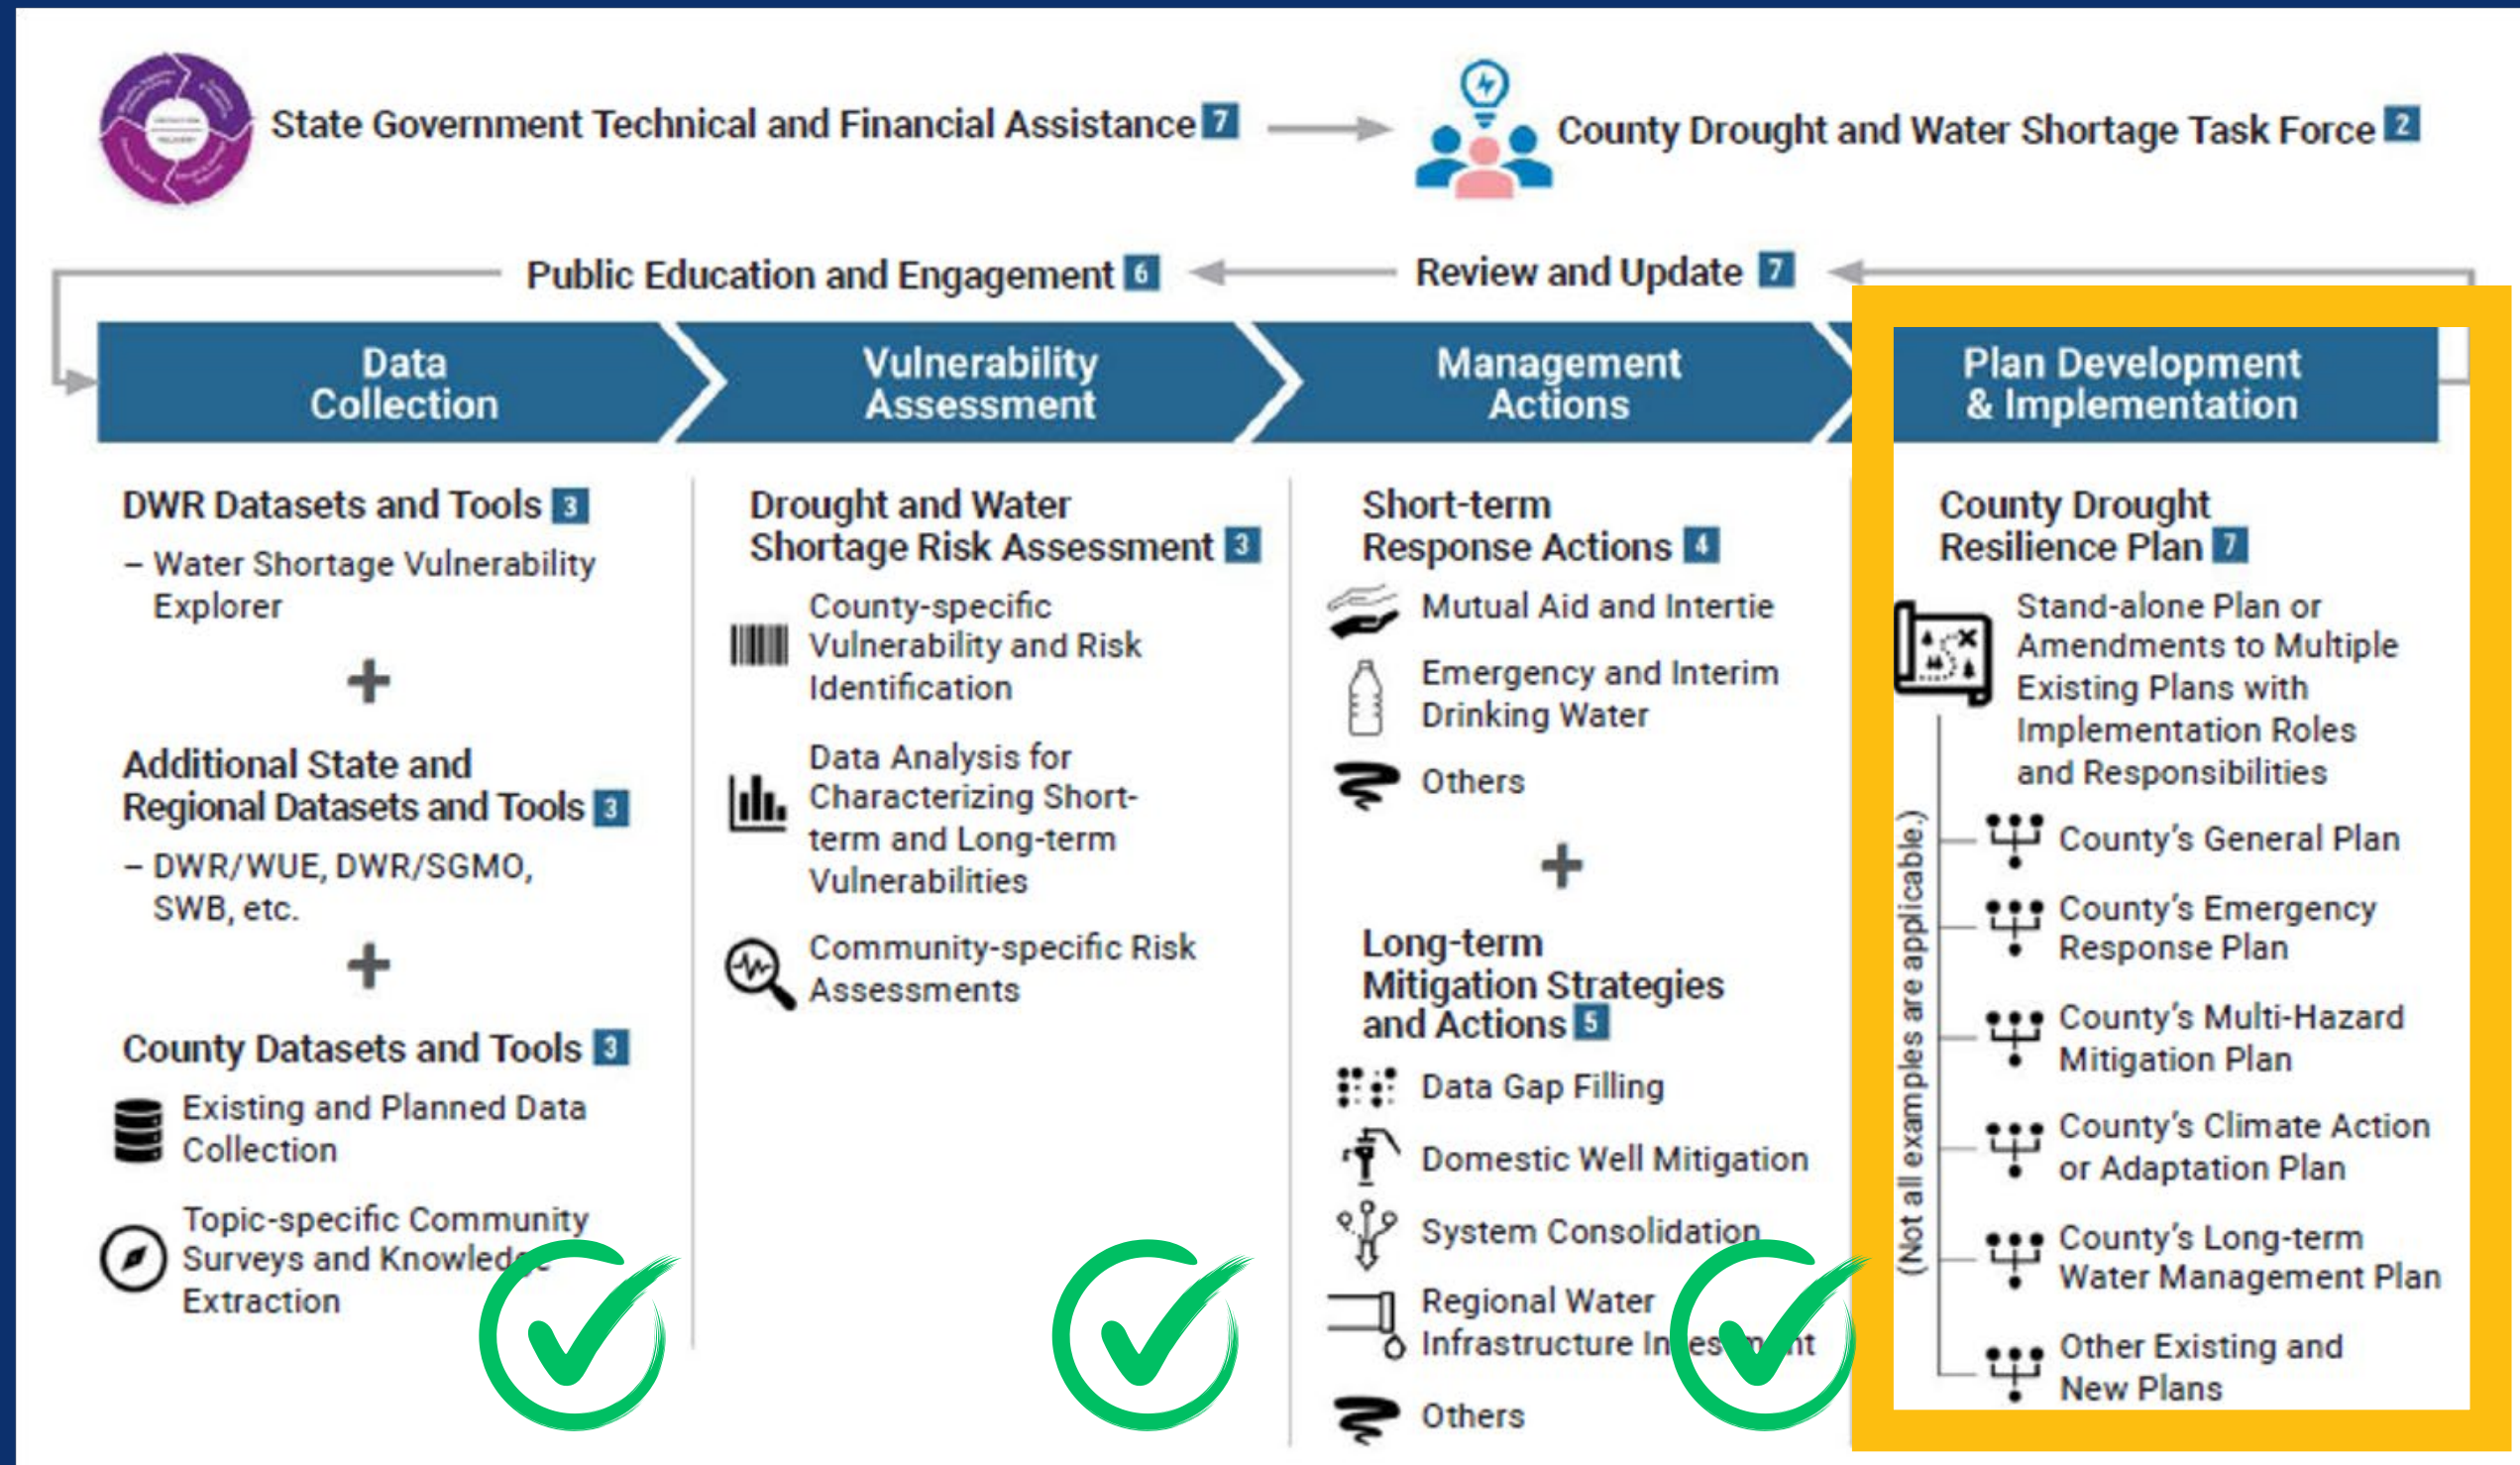 State Government Technical and Financial Assistance 7
County Drought and Water Shortage Task Force 2
Public Education and Engagement 6
Review and Update 7
Data
Collection
Vulnerability
Assessment
Management
Actions
Plan Development
& Implementation
DWR Datasets and Tools 3
– Water Shortage Vulnerability
Explorer
+
Additional State and
Regional Datasets and Tools 3
– DWR/WUE, DWR/SGMO,
SWB, etc.
+
County Datasets and Tools 3
Existing and Planned Data
Collection
Topic-specific Community
Surveys and Knowledge
Extraction
Drought and Water
Shortage Risk Assessment 3
County-specific
Vulnerability and Risk
Identification
Data Analysis for
Characterizing Short-
term and Long-term
Vulnerabilities
Community-specific Risk
Assessments
Short-term
Response Actions 4
Mutual Aid and Intertie
Emergency and Interim
Drinking Water
Others
+
Long-term
Mitigation Strategies
and Actions 5
Data Gap Filling
Domestic Well Mitigation
System Consolidation
Regional Water
Infrastructure Investment
Others
County Drought
Resilience Plan 7
Stand-alone Plan or
Amendments to Multiple
Existing Plans with
Implementation Roles
and Responsibilities
(Not all examples are applicable.)
County's General Plan
County's Emergency
Response Plan
County's Multi-Hazard
Mitigation Plan
County's Climate Action
or Adaptation Plan
County's Long-term
Water Management Plan
Other Existing and
New Plans